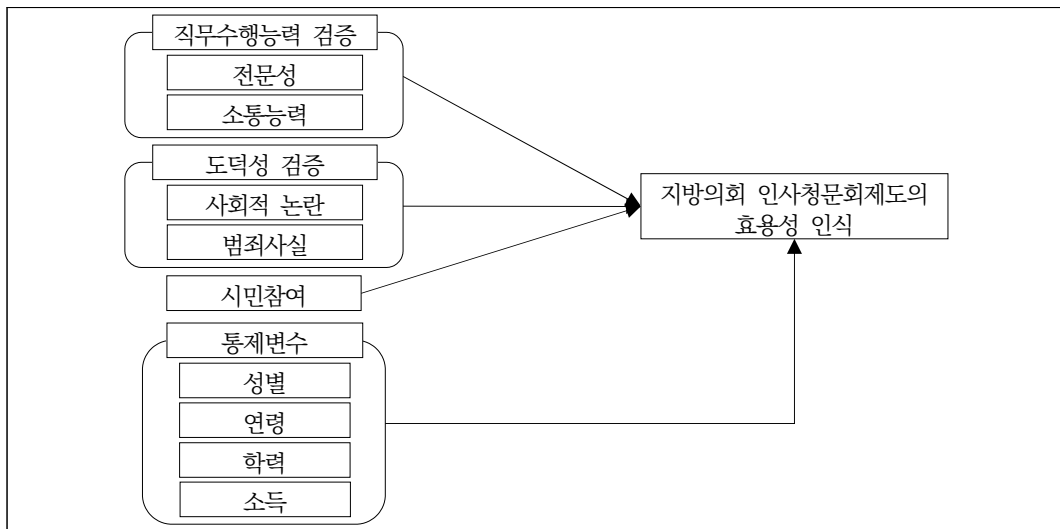 직무수행능력 검증
전문성
소통능력
도덕성 검증
사회적 논란
범죄사실
시민참여
통제변수
성별
연령
학력
소득
지방의회 인사청문회제도의
효용성 인식